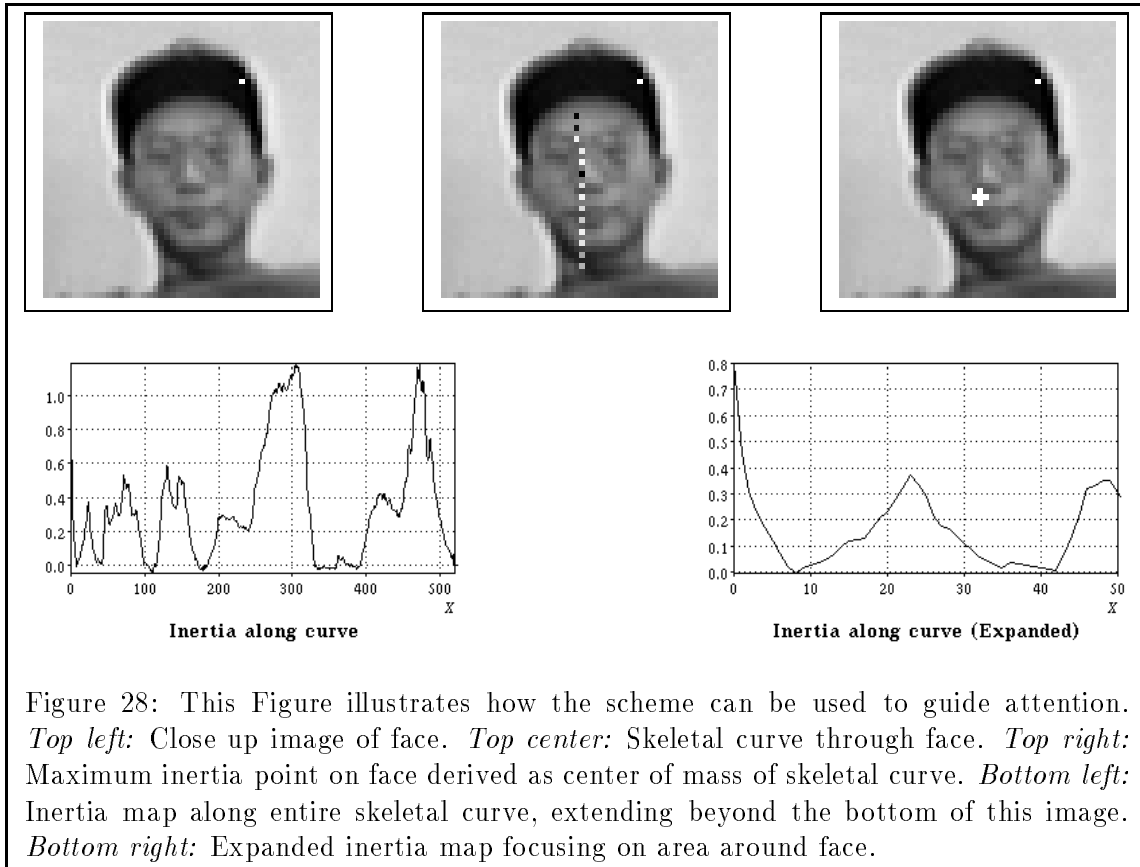 1.0
0.8
0.6
0.4
0.2
0.0
0 100 200 300 400 500
X
Inertia along curve
0.8
0.7
0.6
0.5
0.4
0.3
0.2
0.1
0.0
0 10 20 30 40 50
X
Inertia along curve (Expanded)
Figure 28: This Figure illustrates how the scheme can be used to guide attention.
Top left: Close up image of face. Top center: Skeletal curve through face. Top right:
Maximum inertia point on face derived as center of mass of skeletal curve. Bottom left:
Inertia map along entire skeletal curve, extending beyond the bottom of this image.
Bottom right: Expanded inertia map focusing on area around face.